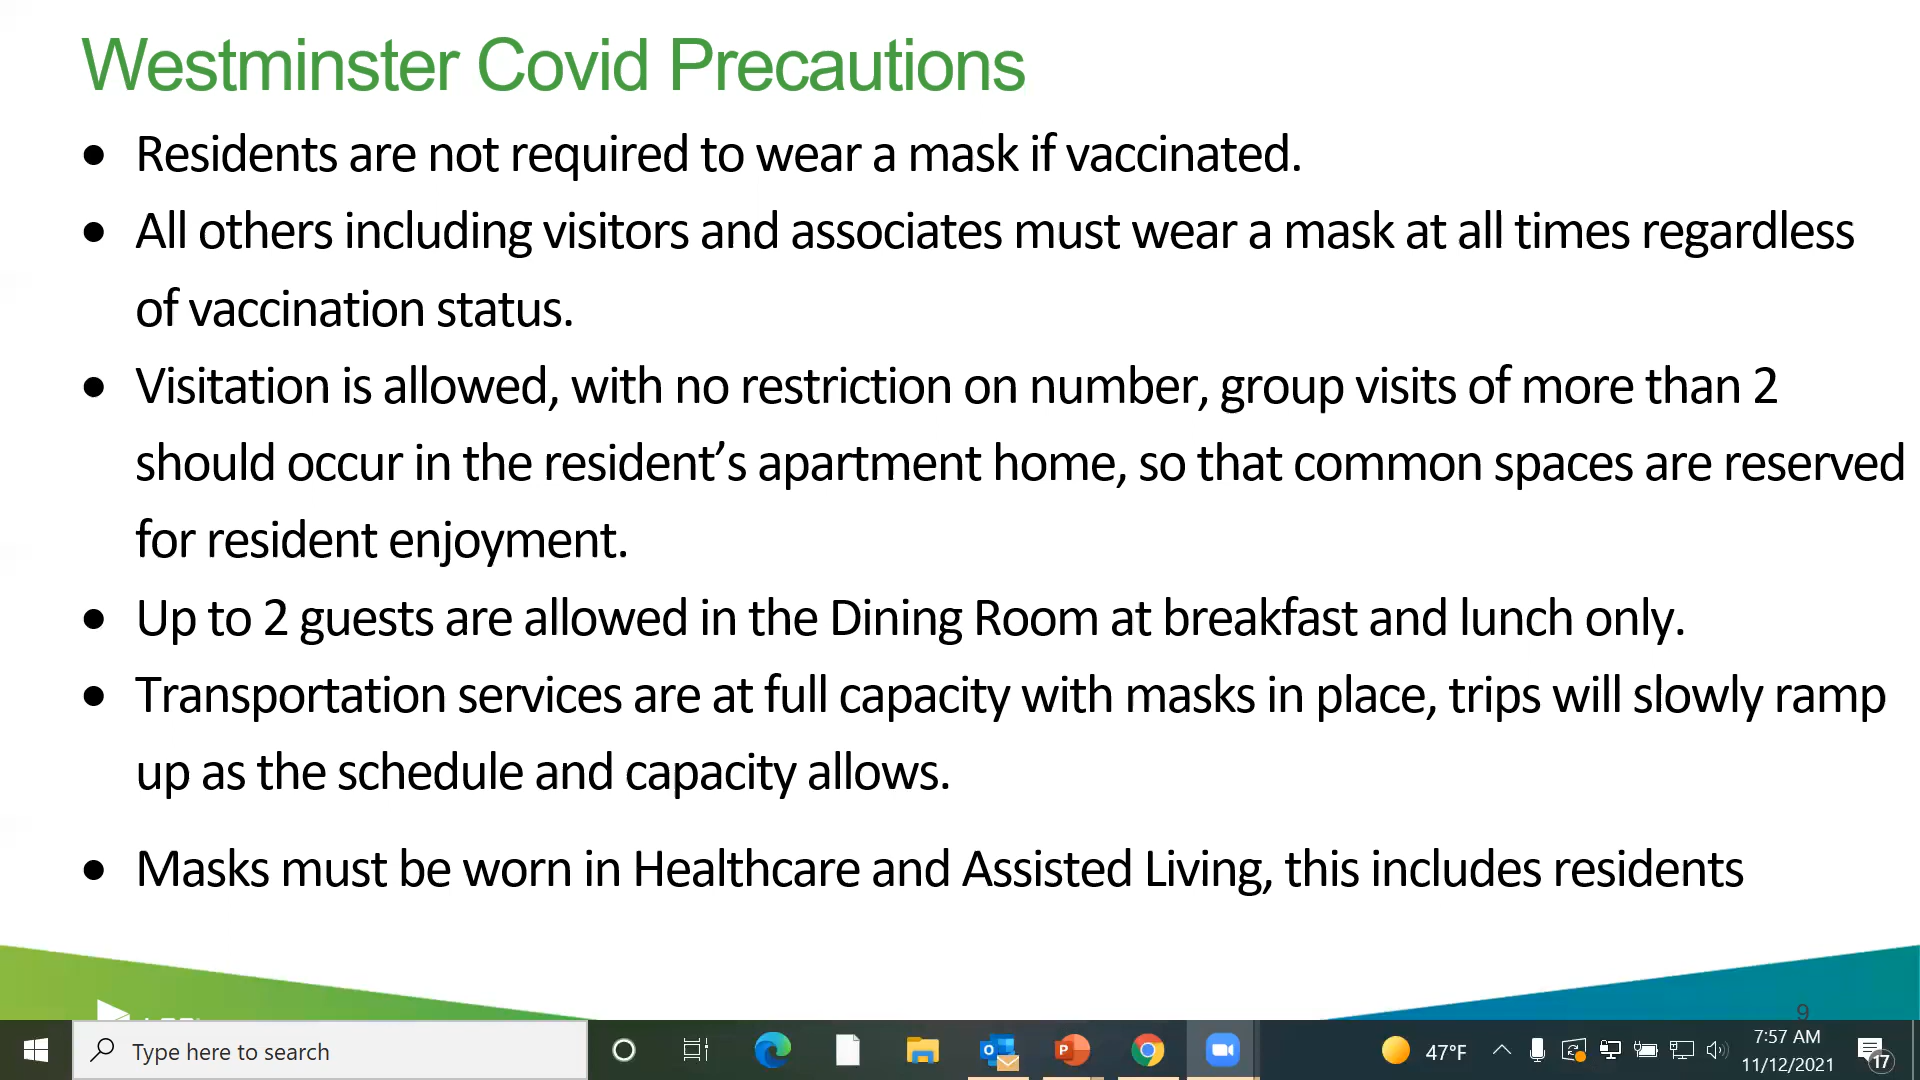 Westminster Covid Precautions
• Residents are not required to wear a mask if vaccinated.
• All others including visitors and associates must wear a mask at all times regardless
of vaccination status.
• Visitation is allowed, with no restriction on number, group visits of more than 2
should occur in the resident’s apartment home, so that common spaces are reserved
for resident enjoyment.
• Up to 2 guests are allowed in the Dining Room at breakfast and lunch only.
• Transportation services are at full capacity with masks in place, trips will slowly ramp
up as the schedule and capacity allows.
• Masks must be worn in Healthcare and Assisted Living, this includes residents
9
Type here to search
47°F
7:57 AM
11/12/2021
17